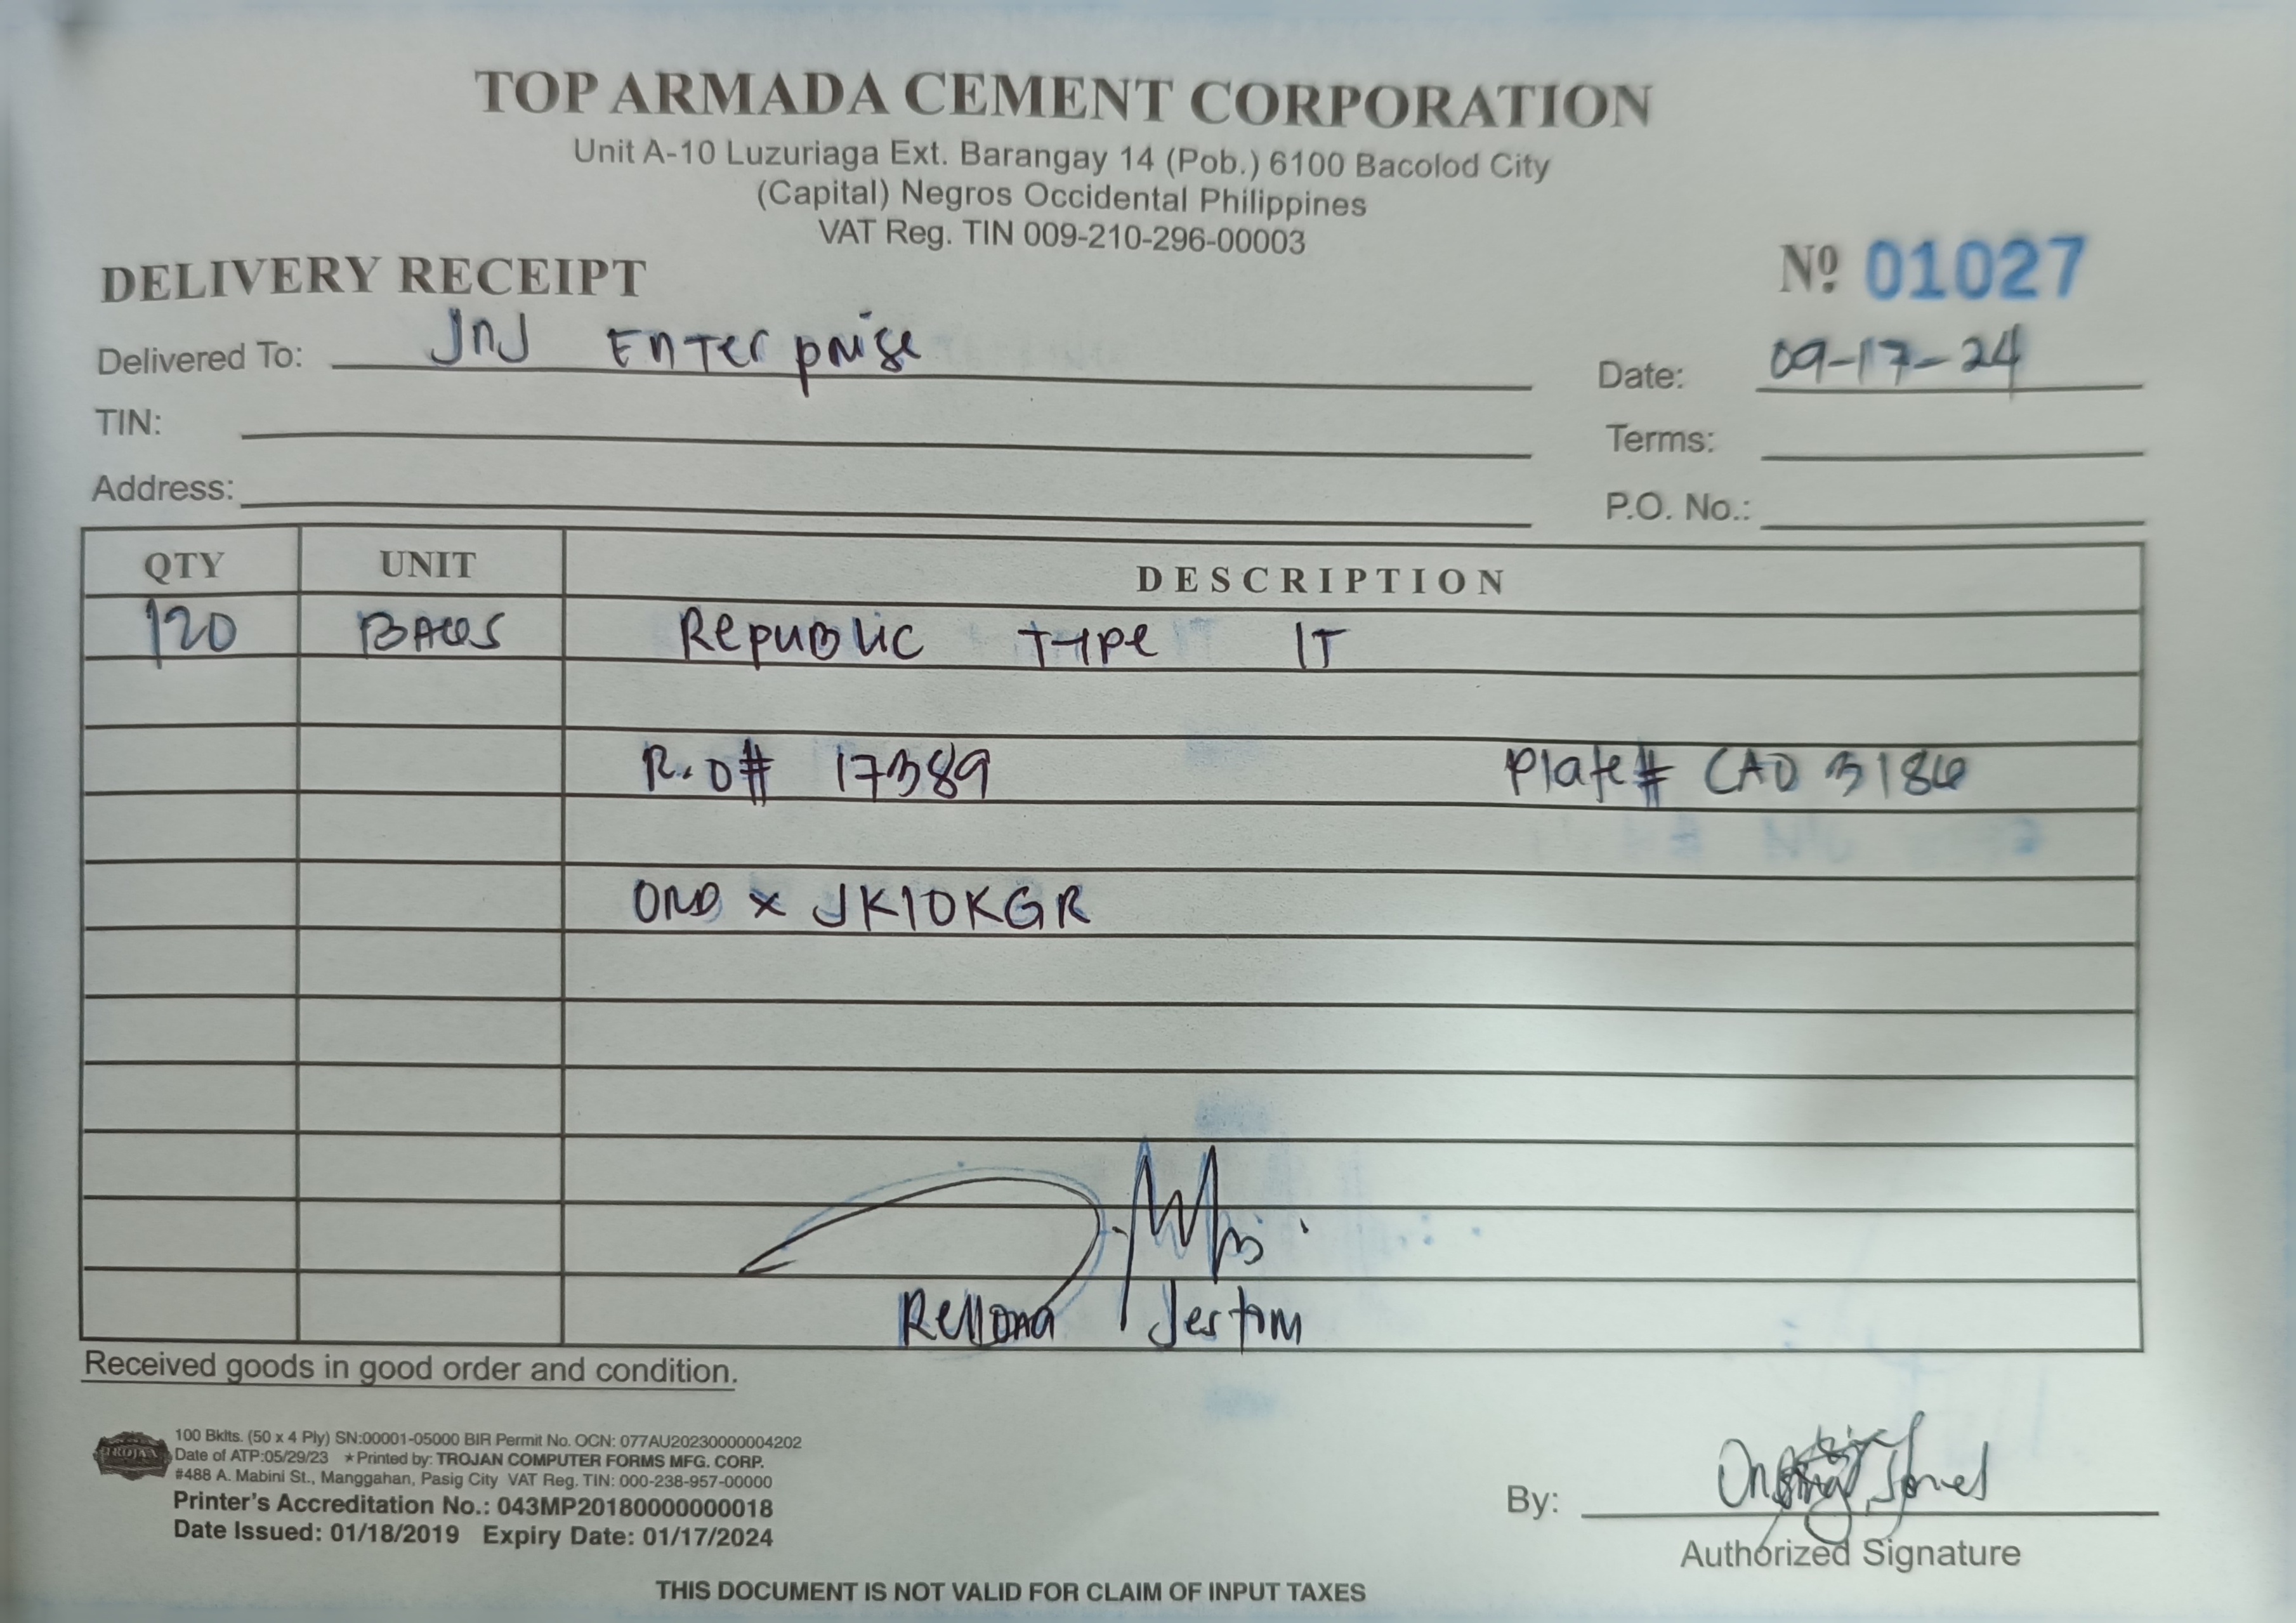 TOP ARMADA CEMENT CORPORATION
Unit A-10 Luzuriaga Ext. Barangay 14 (Pob.) 6100 Bacolod City
(Capital) Negros Occidental Philippines
VAT Reg. TIN 009-210-296-00003
DELIVERY RECEIPT
Nº 01027
Delivered To: JnJ Enterprise
Date: 09-17-24
TIN:
Terms:
Address:
P.O. No.:
QTY UNIT DESCRIPTION
120 BAGS Republic Type 1T
R.O# 17389 Plate# CAO 3186
ORD x JK10KGR
Rellona Jestom
Received goods in good order and condition.
TROJAN
100 Bklts. (50 x 4 Ply) SN:00001-05000 BIR Permit No. OCN: 077AU20230000004202
Date of ATP:05/29/23 ★Printed by: TROJAN COMPUTER FORMS MFG. CORP.
#488 A. Mabini St., Manggahan, Pasig City VAT Reg. TIN: 000-238-957-00000
Printer's Accreditation No.: 043MP20180000000018
Date Issued: 01/18/2019 Expiry Date: 01/17/2024
By:
Authorized Signature
THIS DOCUMENT IS NOT VALID FOR CLAIM OF INPUT TAXES